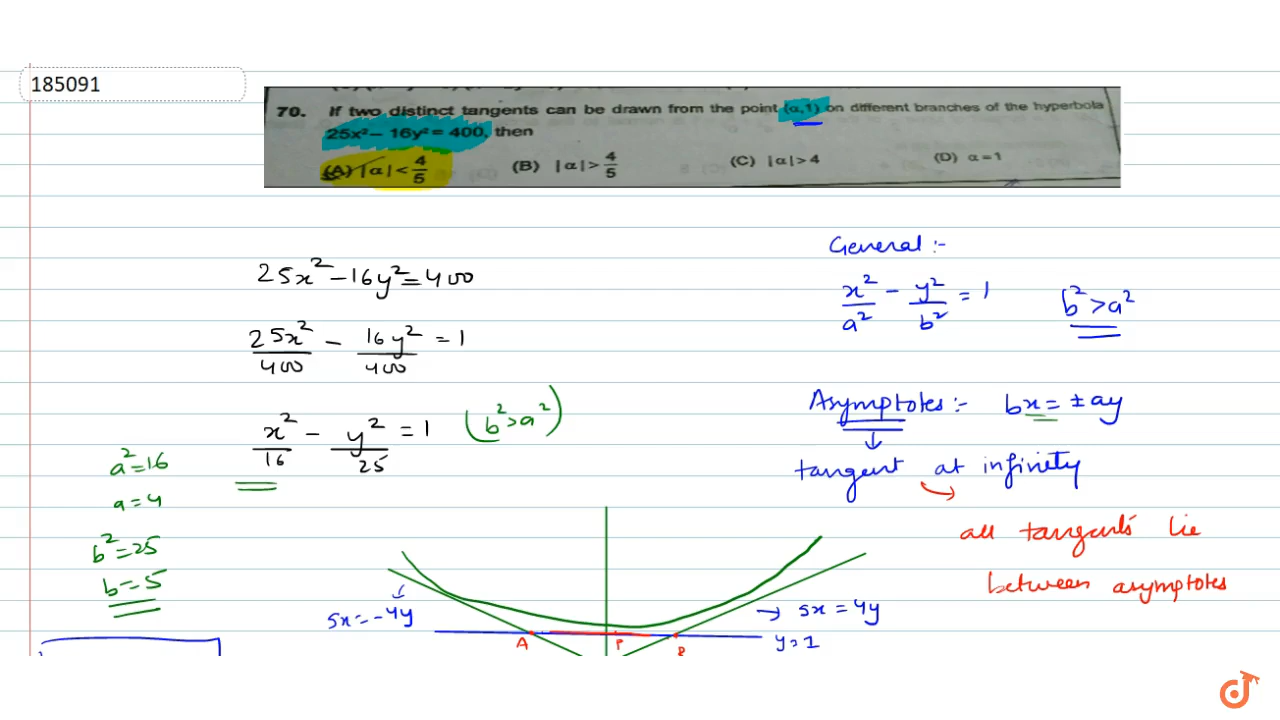 185091
70. If two distinct tangents can be drawn from the point (α,1) on different branches of the hyperbola
25x² – 16y² = 400, then
(A) |α| < 4/5 (B) |α| > 4/5 (C) |α| > 4 (D) α = 1
General :-
25x² - 16y² = 400
x²/a² - y²/b² = 1
b² > a²
25x²/400 - 16y²/400 = 1
Asymptotes :- bx = ± ay
x²/16 - y²/25 = 1 (b² > a²)
a² = 16
tangent at infinity
a = 4
all tangents lie
b² = 25
b = 5
between asymptotes
5x = -4y
5x = 4y
y = 1
A P